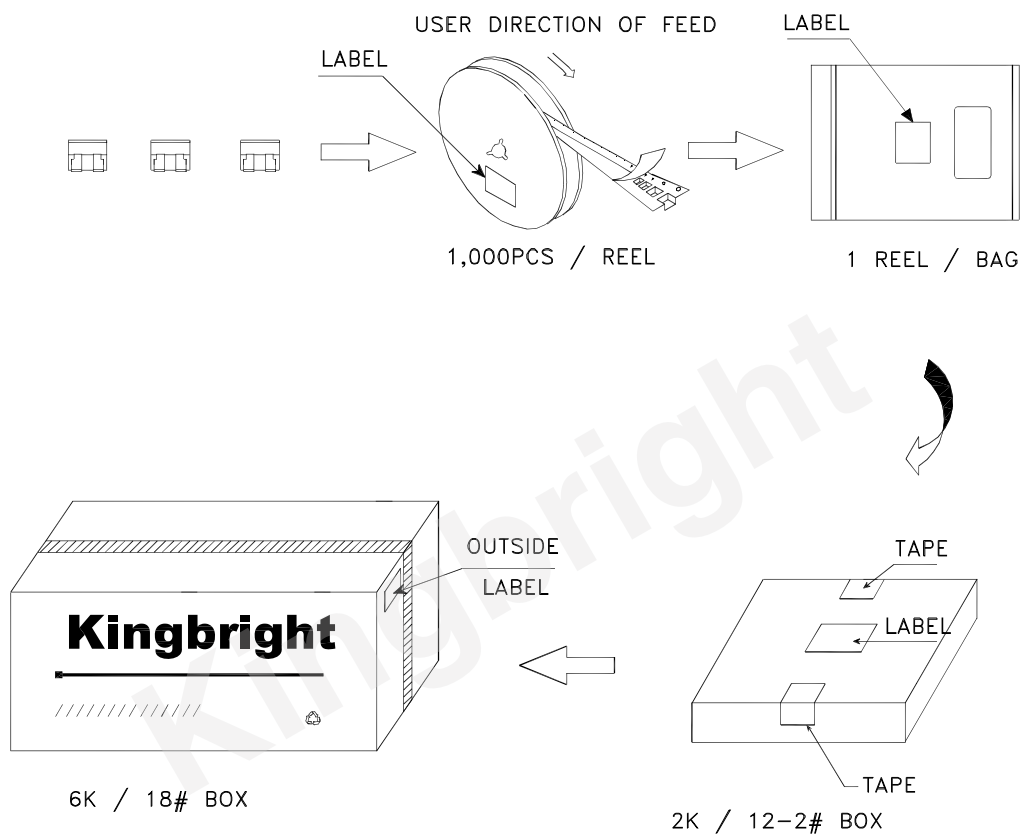 USER DIRECTION OF FEED
LABEL
LABEL
1,000PCS / REEL
1 REEL / BAG
Kingbright
OUTSIDE
LABEL
TAPE
LABEL
Kingbright
TAPE
6K / 18# BOX
2K / 12-2# BOX